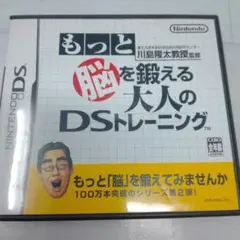 Nintendo
東北大学未来科学技術共同研究センター
川島隆太教授監修
もっと
脳を鍛える
大人の
DSトレーニング
TM
NINTENDO DS
もっと「脳」を鍛えてみませんか
100万本突破のシリーズ第2弾!